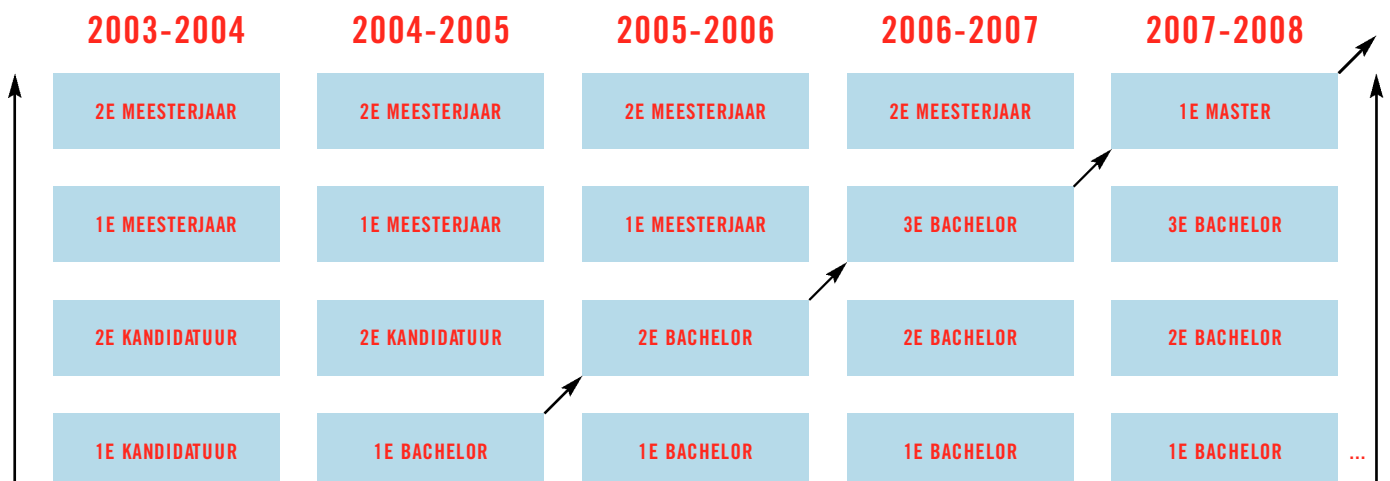 2003-2004 2004-2005 2005-2006 2006-2007 2007-2008
2E MEESTERJAAR 2E MEESTERJAAR 2E MEESTERJAAR 2E MEESTERJAAR 1E MASTER
1E MEESTERJAAR 1E MEESTERJAAR 1E MEESTERJAAR 3E BACHELOR 3E BACHELOR
2E KANDIDATUUR 2E KANDIDATUUR 2E BACHELOR 2E BACHELOR 2E BACHELOR
1E KANDIDATUUR 1E BACHELOR 1E BACHELOR 1E BACHELOR 1E BACHELOR ...